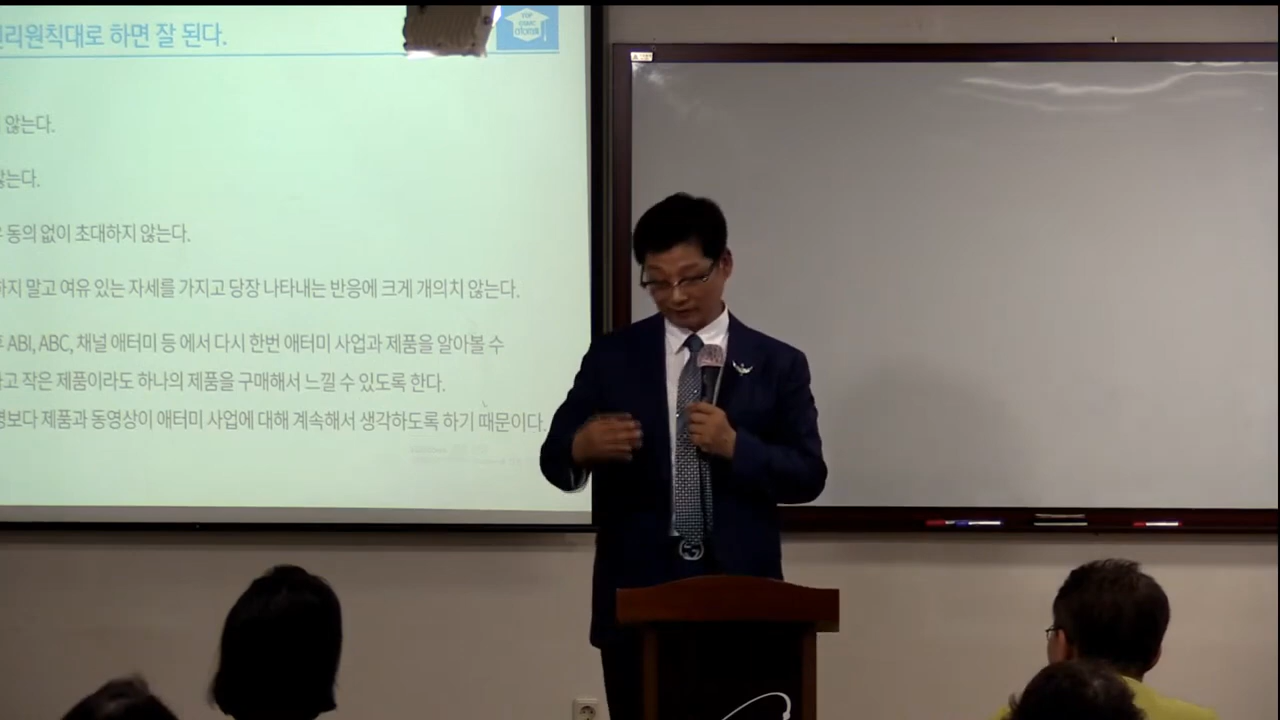 리원칙대로 하면 잘 된다.
않는다.
않는다.
동의 없이 초대하지 않는다.
하지 말고 여유 있는 자세를 가지고 당장 나타내는 반응에 크게 개의치 않는다.
ABI, ABC, 채널 애터미 등 에서 다시 한번 애터미 사업과 제품을 알아볼 수
고 작은 제품이라도 하나의 제품을 구매해서 느낄 수 있도록 한다.
보다 제품과 동영상이 애터미 사업에 대해 계속해서 생각하도록 하기 때문이다.